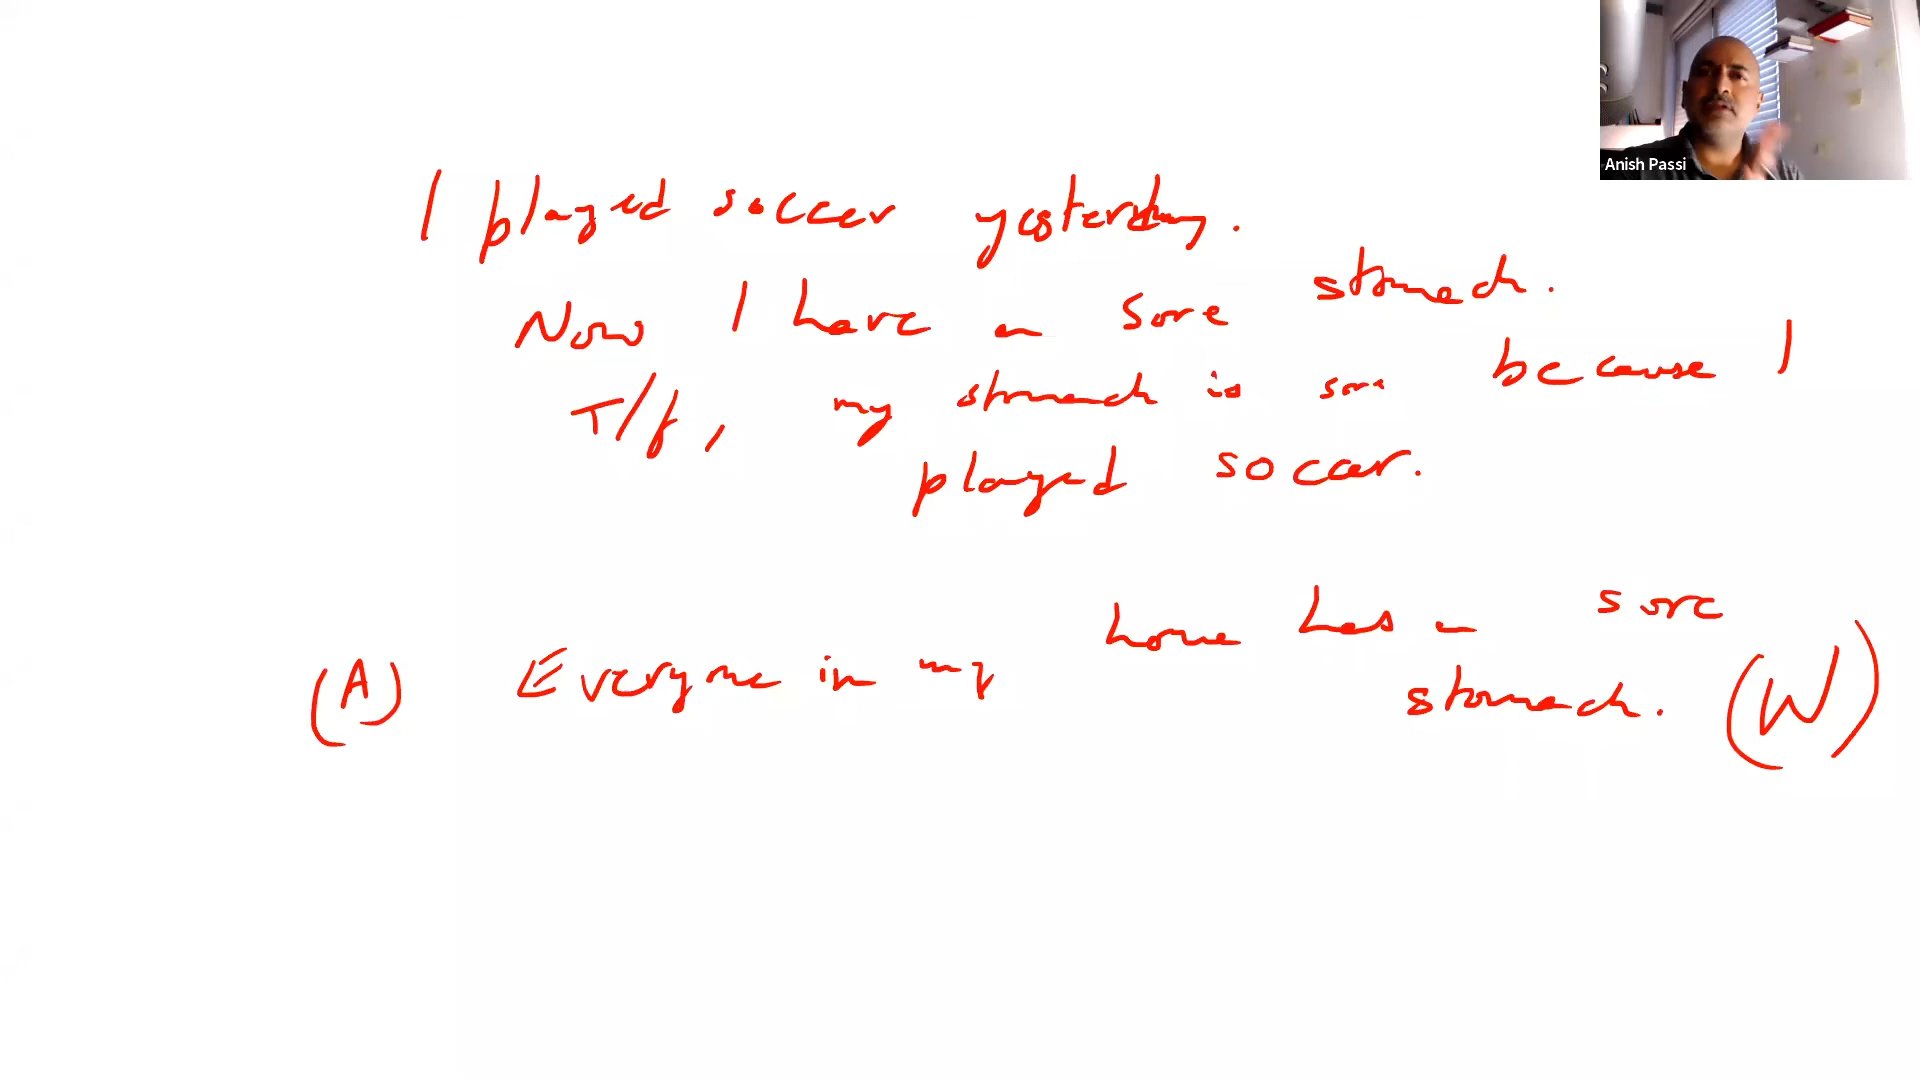 Anish Passi
I played soccer yesterday.
Now I have a sore stomach.
T/f, my stomach is sore because I
played soccer.
(A) Everyone in my home has a sore
stomach. (W)